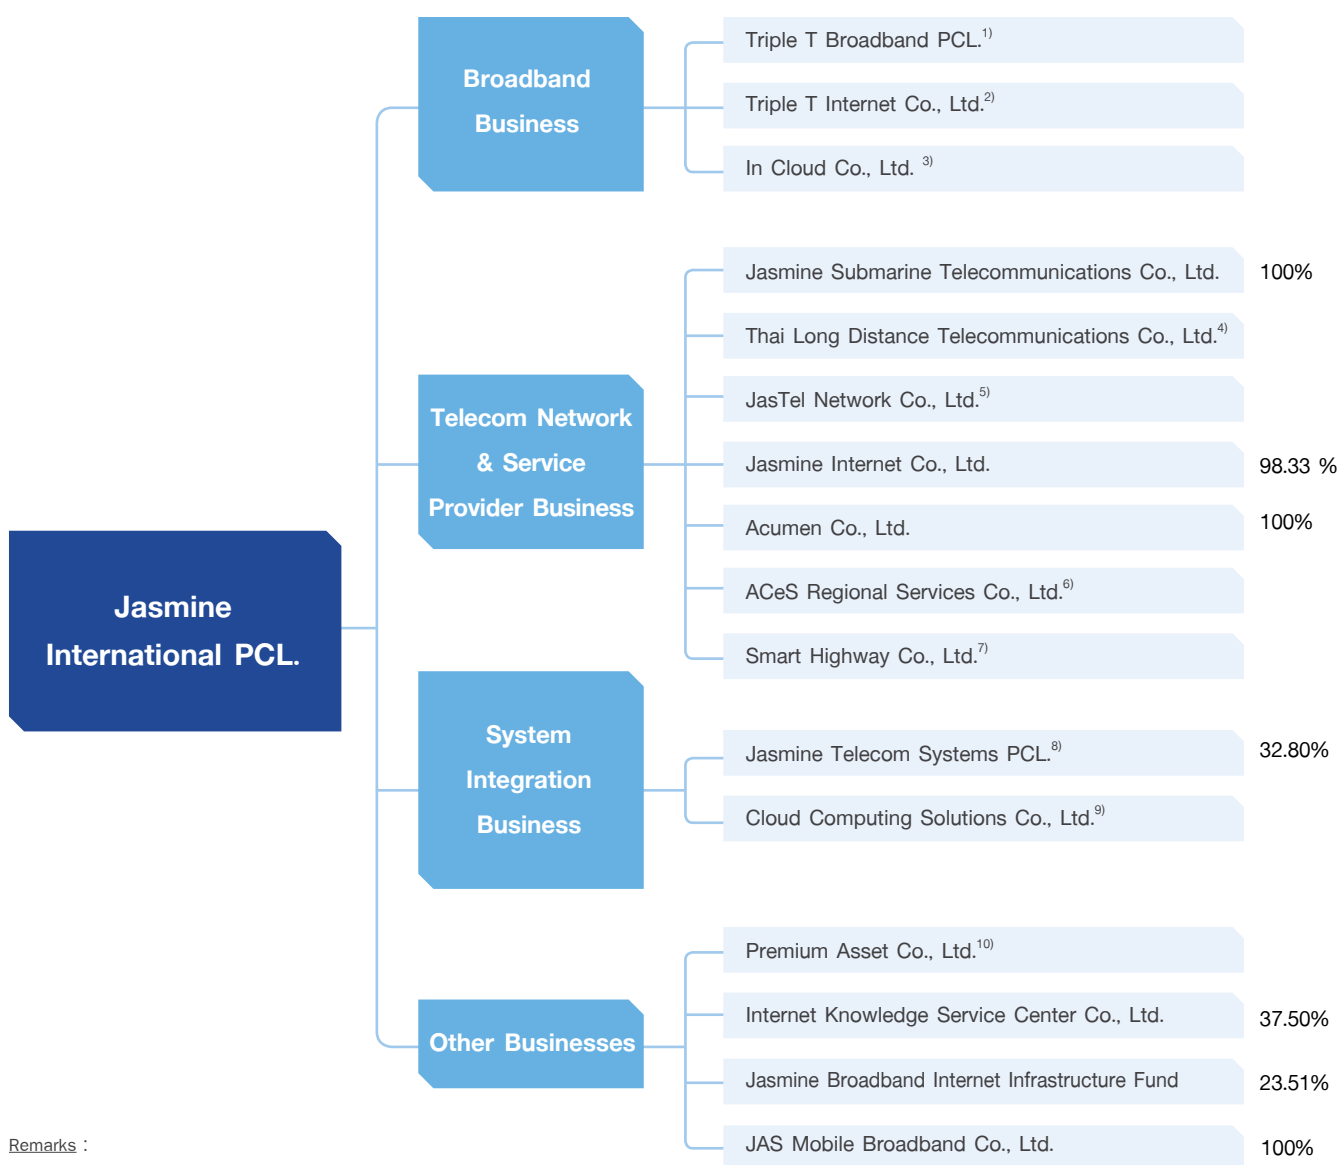 Jasmine
International PCL.
Broadband
Business
Triple T Broadband PCL.1)
Triple T Internet Co., Ltd.2)
In Cloud Co., Ltd. 3)
Telecom Network
& Service
Provider Business
Jasmine Submarine Telecommunications Co., Ltd. 100%
Thai Long Distance Telecommunications Co., Ltd.4)
JasTel Network Co., Ltd.5)
Jasmine Internet Co., Ltd. 98.33 %
Acumen Co., Ltd. 100%
ACeS Regional Services Co., Ltd.6)
Smart Highway Co., Ltd.7)
System
Integration
Business
Jasmine Telecom Systems PCL.8) 32.80%
Cloud Computing Solutions Co., Ltd.9)
Other Businesses
Premium Asset Co., Ltd.10)
Internet Knowledge Service Center Co., Ltd. 37.50%
Jasmine Broadband Internet Infrastructure Fund 23.51%
JAS Mobile Broadband Co., Ltd. 100%
Remarks :